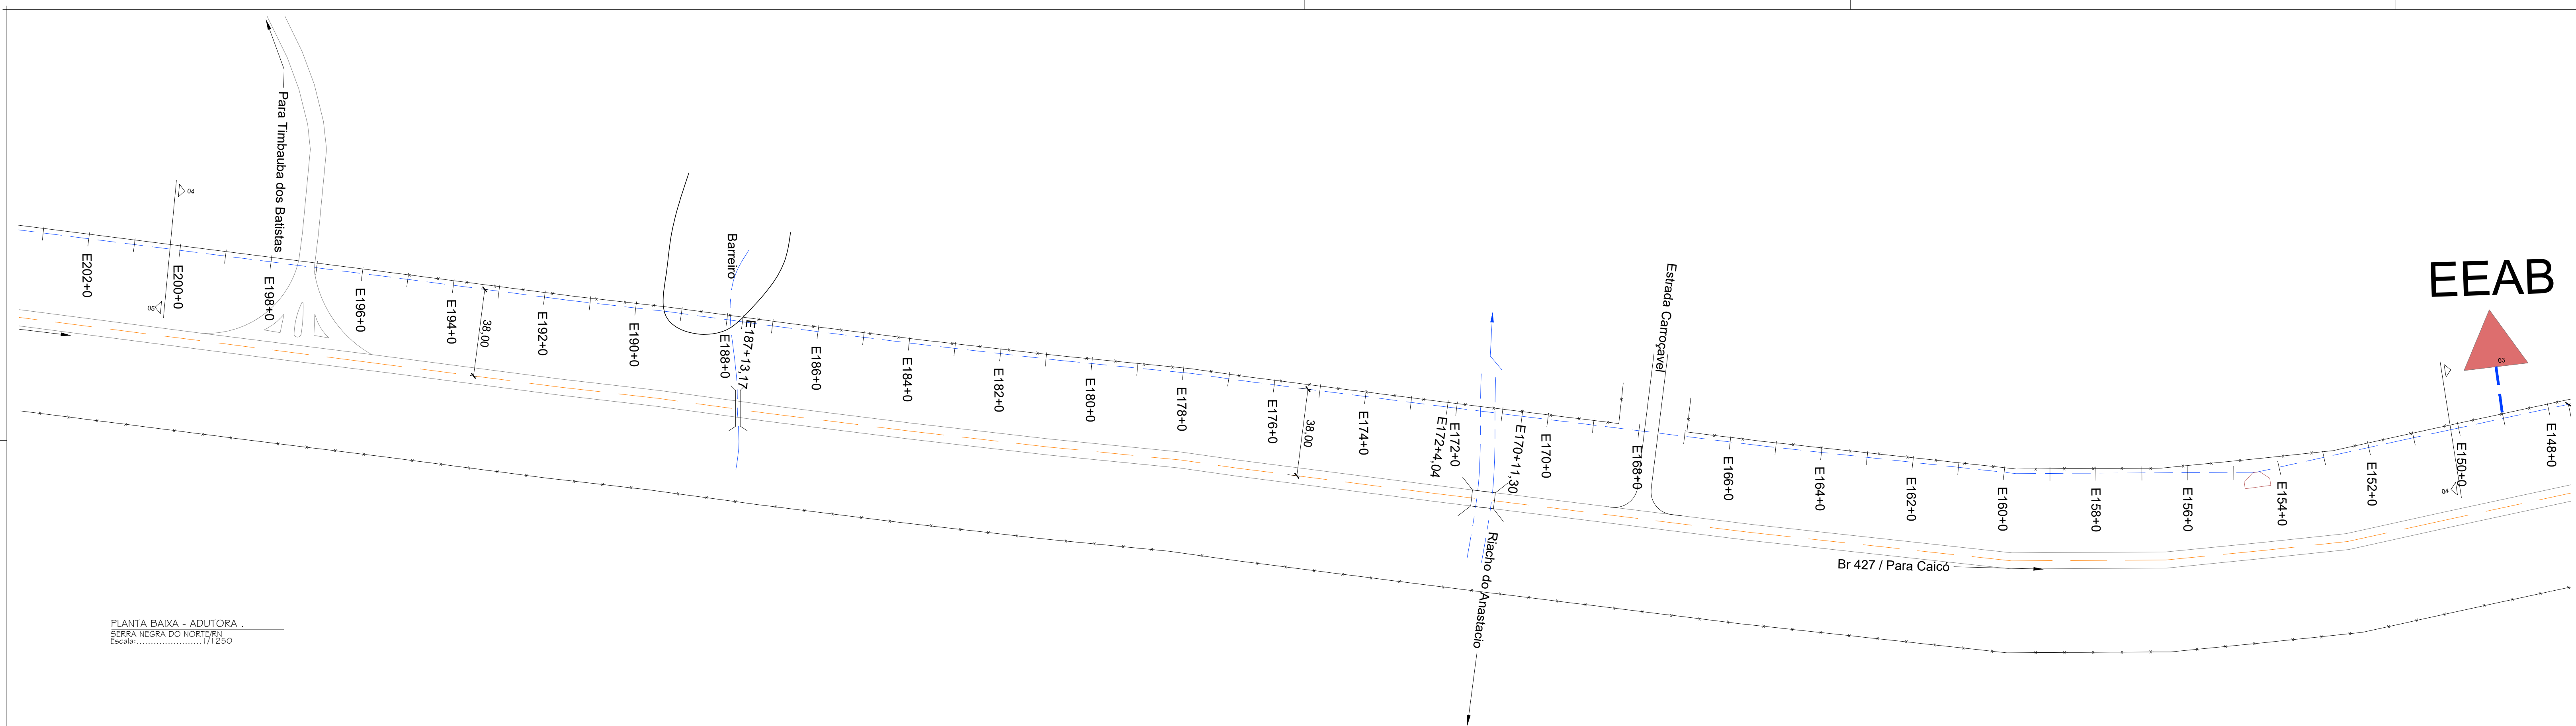 Para Timbauba dos Batistas
04
05
E202+0
E200+0
E198+0
E196+0
E194+0
38,00
E192+0
E190+0
Barreiro
E188+0
E187+13,17
E186+0
E184+0
E182+0
E180+0
E178+0
E176+0
38,00
E174+0
E172+4,04
E172+0
E170+11,30
E170+0
Estrada Carroçavel
E168+0
E166+0
E164+0
E162+0
E160+0
E158+0
E156+0
E154+0
E152+0
E150+0
E148+0
EEAB
03
04
Riacho do Anastacio
Br 427 / Para Caicó
PLANTA BAIXA - ADUTORA .
SERRA NEGRA DO NORTE/RN
Escala:......................1/1250